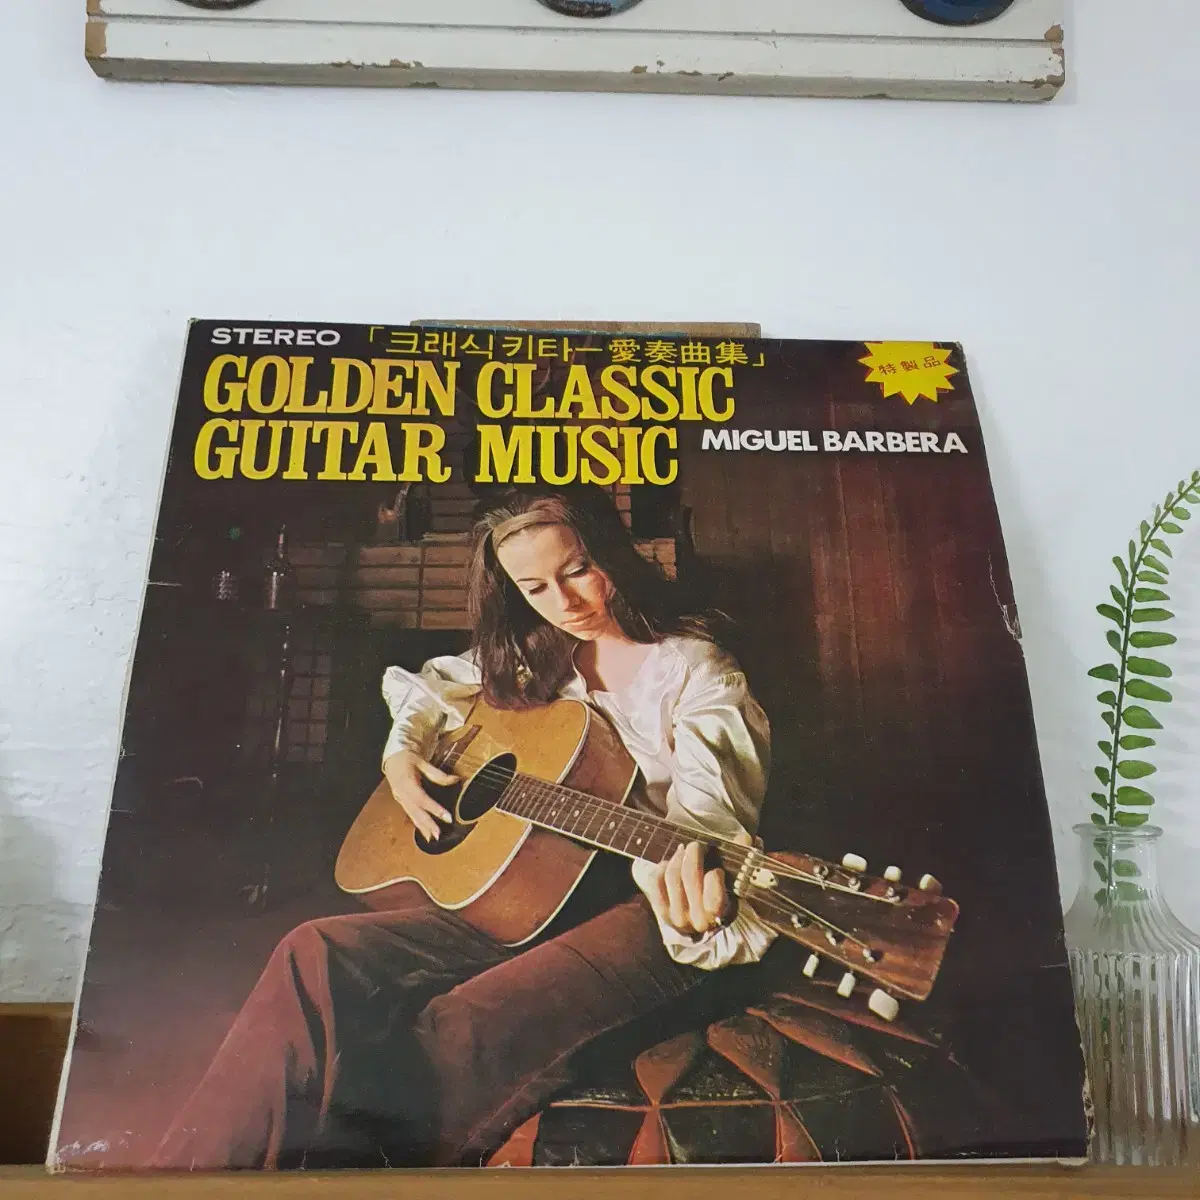 STEREO 「크래식키타ー愛奏曲集」
GOLDEN CLASSIC
GUITAR MUSIC
MIGUEL BARBERA
特製品